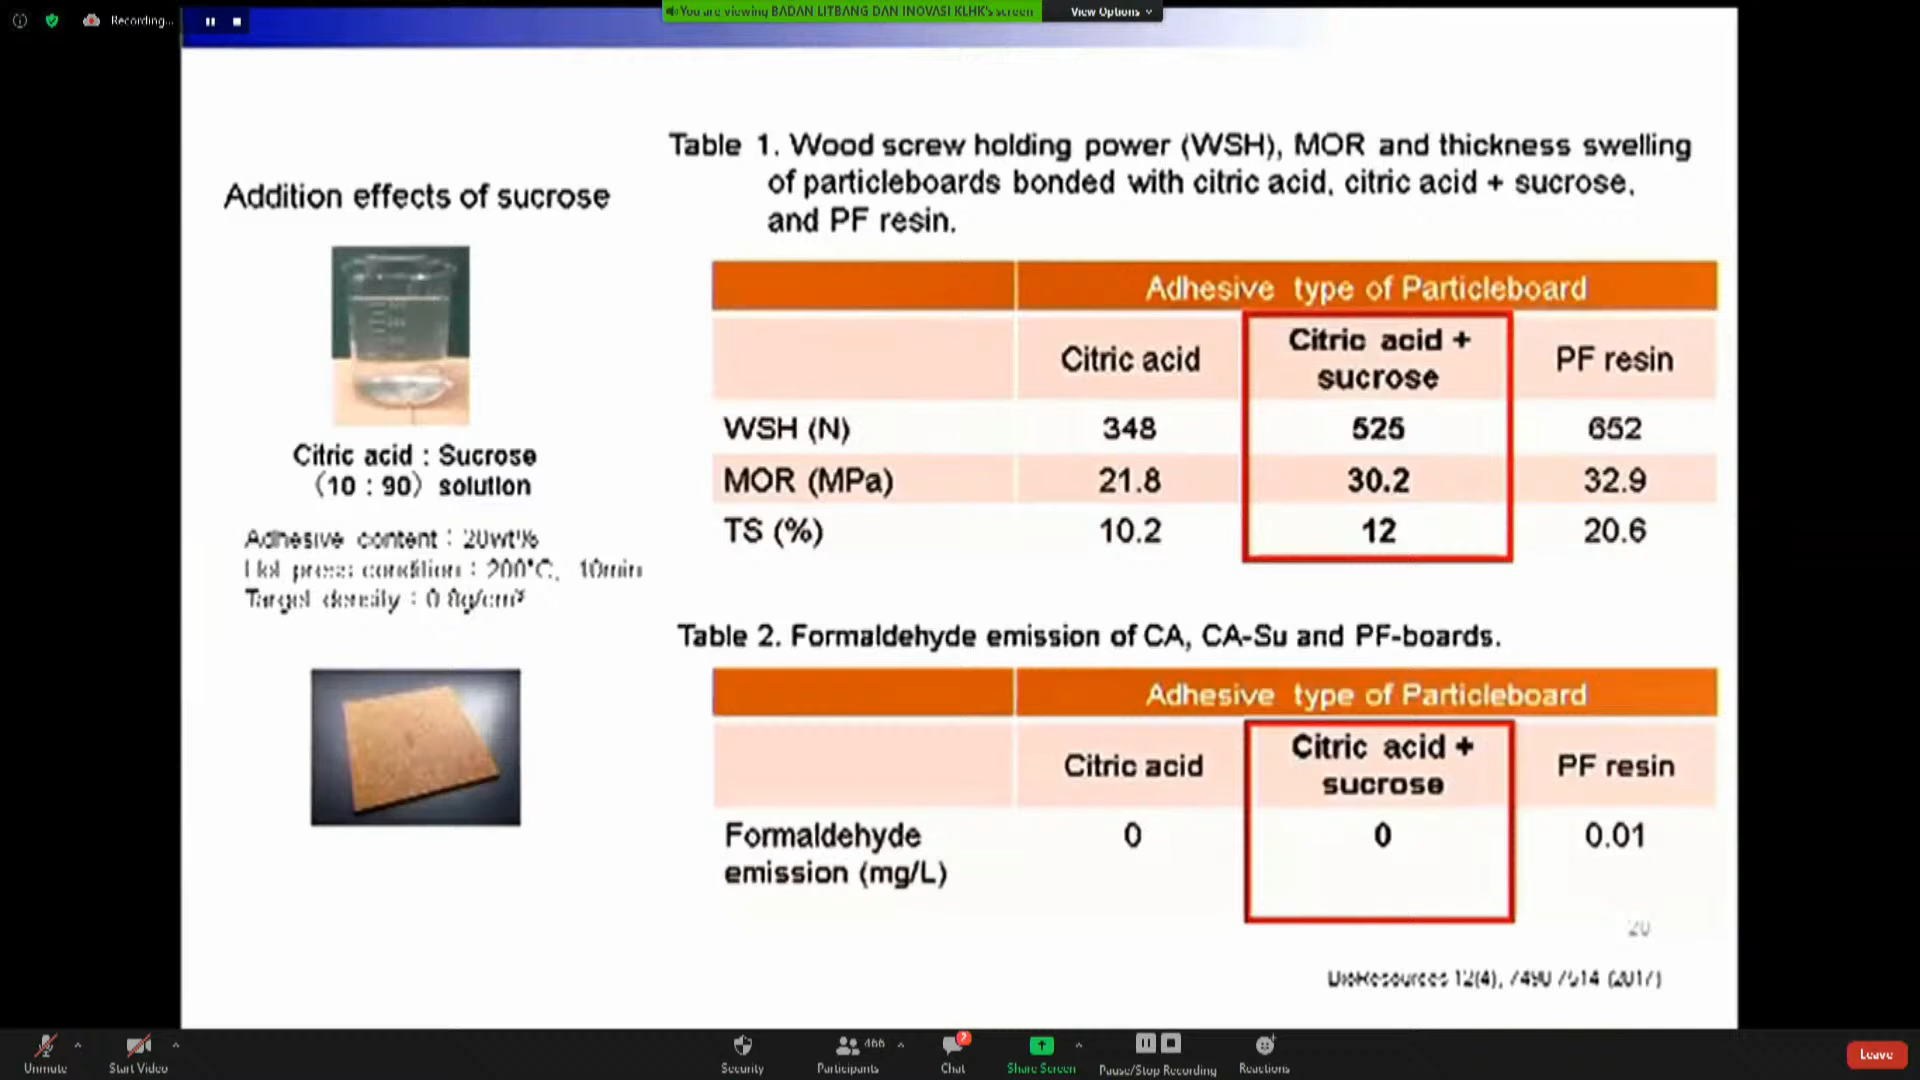 Recording...
You are viewing BADAN LITBANG DAN INOVASI KLHK's screen
View Options
Addition effects of sucrose
Citric acid : Sucrose
(10 : 90) solution
Adhesive content : 20wt%
Hot press condition : 200°C, 10min
Target density : 0.8g/cm³
Table 1. Wood screw holding power (WSH), MOR and thickness swelling
of particleboards bonded with citric acid, citric acid + sucrose,
and PF resin.
Adhesive type of Particleboard
Citric acid
Citric acid +
sucrose
PF resin
WSH (N) 348 525 652
MOR (MPa) 21.8 30.2 32.9
TS (%) 10.2 12 20.6
Table 2. Formaldehyde emission of CA, CA-Su and PF-boards.
Adhesive type of Particleboard
Citric acid
Citric acid +
sucrose
PF resin
Formaldehyde 0 0 0.01
emission (mg/L)
20
BioResources 12(4), (2017)
Unmute
Start Video
Security
466
Participants
2
Chat
Share Screen
Pause/Stop Recording
Reactions
Leave